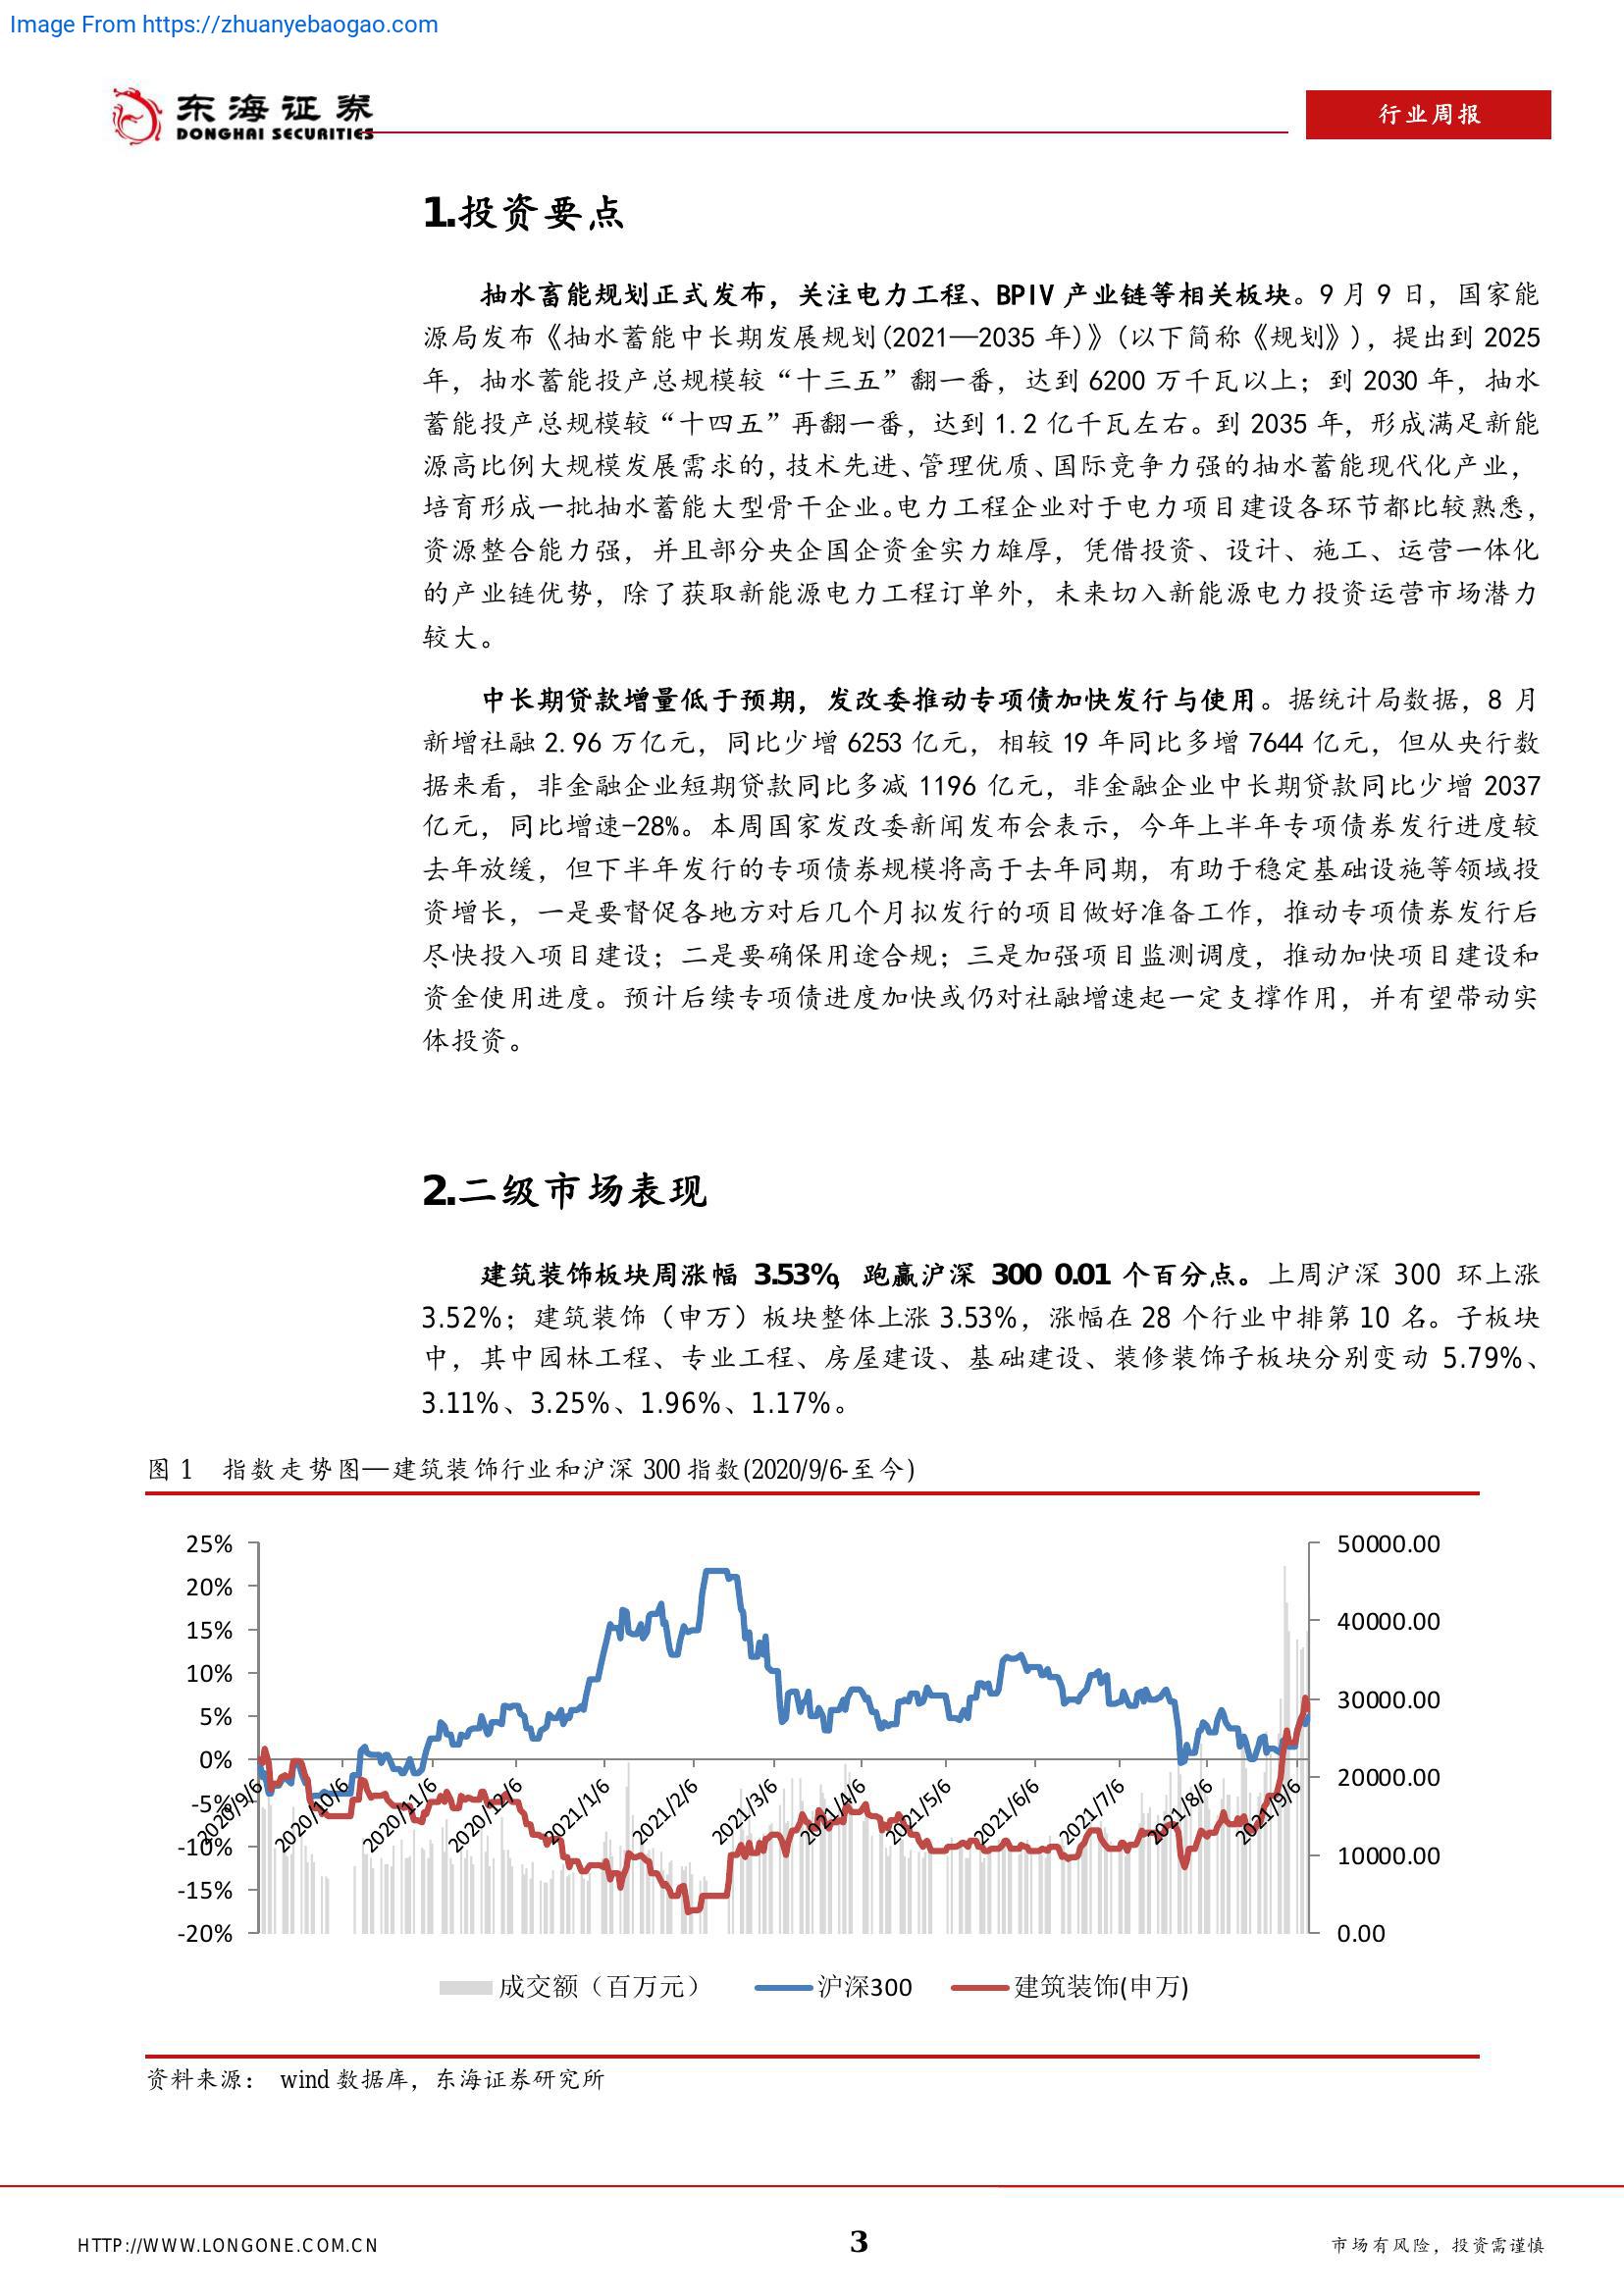 Image From https://zhuanyebaogao.com
东海证券
DONGHAI SECURITIES
行业周报
1.投资要点
抽水畜能规划正式发布，关注电力工程、BPIV 产业链等相关板块。9 月 9 日，国家能
源局发布《抽水蓄能中长期发展规划(2021—2035 年)》(以下简称《规划》)，提出到 2025
年，抽水蓄能投产总规模较“十三五”翻一番，达到 6200 万千瓦以上；到 2030 年，抽水
蓄能投产总规模较“十四五”再翻一番，达到 1.2 亿千瓦左右。到 2035 年，形成满足新能
源高比例大规模发展需求的，技术先进、管理优质、国际竞争力强的抽水蓄能现代化产业，
培育形成一批抽水蓄能大型骨干企业。电力工程企业对于电力项目建设各环节都比较熟悉，
资源整合能力强，并且部分央企国企资金实力雄厚，凭借投资、设计、施工、运营一体化
的产业链优势，除了获取新能源电力工程订单外，未来切入新能源电力投资运营市场潜力
较大。
中长期贷款增量低于预期，发改委推动专项债加快发行与使用。据统计局数据，8 月
新增社融 2.96 万亿元，同比少增 6253 亿元，相较 19 年同比多增 7644 亿元，但从央行数
据来看，非金融企业短期贷款同比多减 1196 亿元，非金融企业中长期贷款同比少增 2037
亿元，同比增速-28%。本周国家发改委新闻发布会表示，今年上半年专项债券发行进度较
去年放缓，但下半年发行的专项债券规模将高于去年同期，有助于稳定基础设施等领域投
资增长，一是要督促各地方对后几个月拟发行的项目做好准备工作，推动专项债券发行后
尽快投入项目建设；二是要确保用途合规；三是加强项目监测调度，推动加快项目建设和
资金使用进度。预计后续专项债进度加快或仍对社融增速起一定支撑作用，并有望带动实
体投资。
2.二级市场表现
建筑装饰板块周涨幅 3.53%，跑赢沪深 300 0.01 个百分点。上周沪深 300 环上涨
3.52%；建筑装饰（申万）板块整体上涨 3.53%，涨幅在 28 个行业中排第 10 名。子板块
中，其中园林工程、专业工程、房屋建设、基础建设、装修装饰子板块分别变动 5.79%、
3.11%、3.25%、1.96%、1.17%。
图 1 指数走势图—建筑装饰行业和沪深 300 指数(2020/9/6-至今)
25%
20%
15%
10%
5%
0%
-5%
-10%
-15%
-20%
50000.00
40000.00
30000.00
20000.00
10000.00
0.00
2020/9/6
2020/10/6
2020/11/6
2020/12/6
2021/1/6
2021/2/6
2021/3/6
2021/4/6
2021/5/6
2021/6/6
2021/7/6
2021/8/6
2021/9/6
成交额（百万元） 沪深300 建筑装饰(申万)
资料来源： wind 数据库，东海证券研究所
HTTP://WWW.LONGONE.COM.CN
3
市场有风险，投资需谨慎